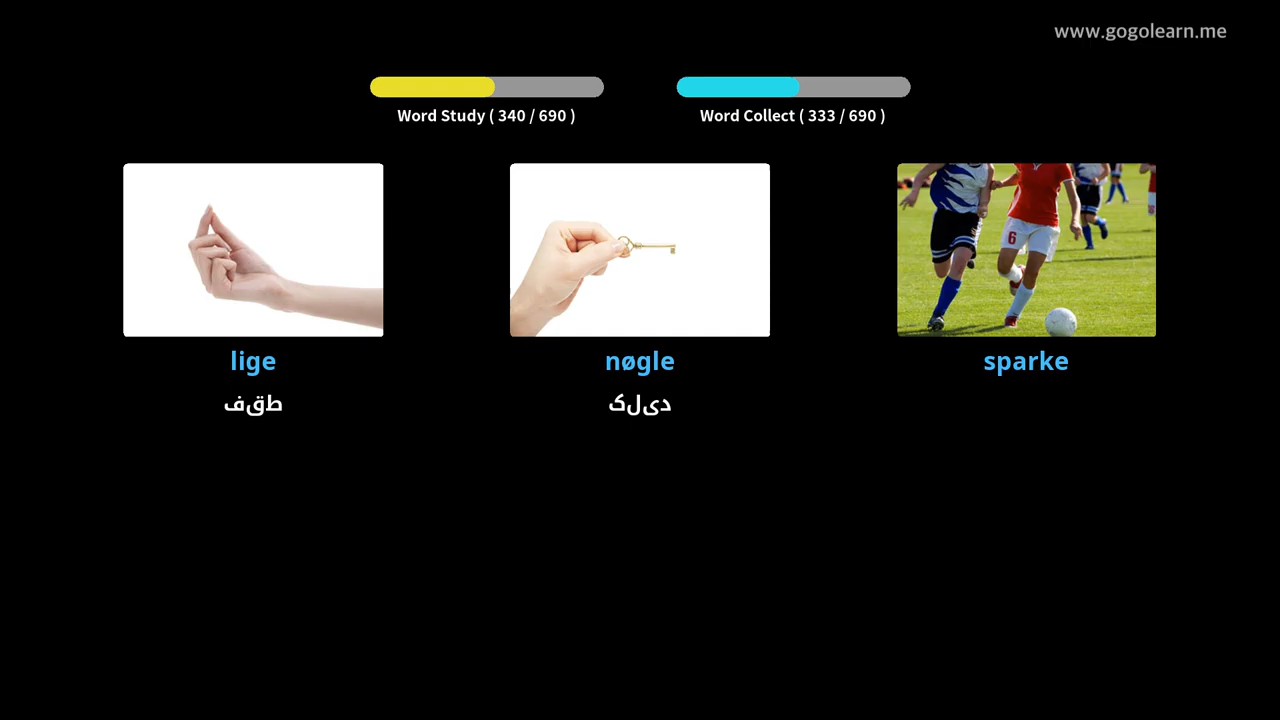 www.gogolearn.me
Word Study ( 340 / 690 )
Word Collect ( 333 / 690 )
lige
nøgle
sparke
طقف
دیلک